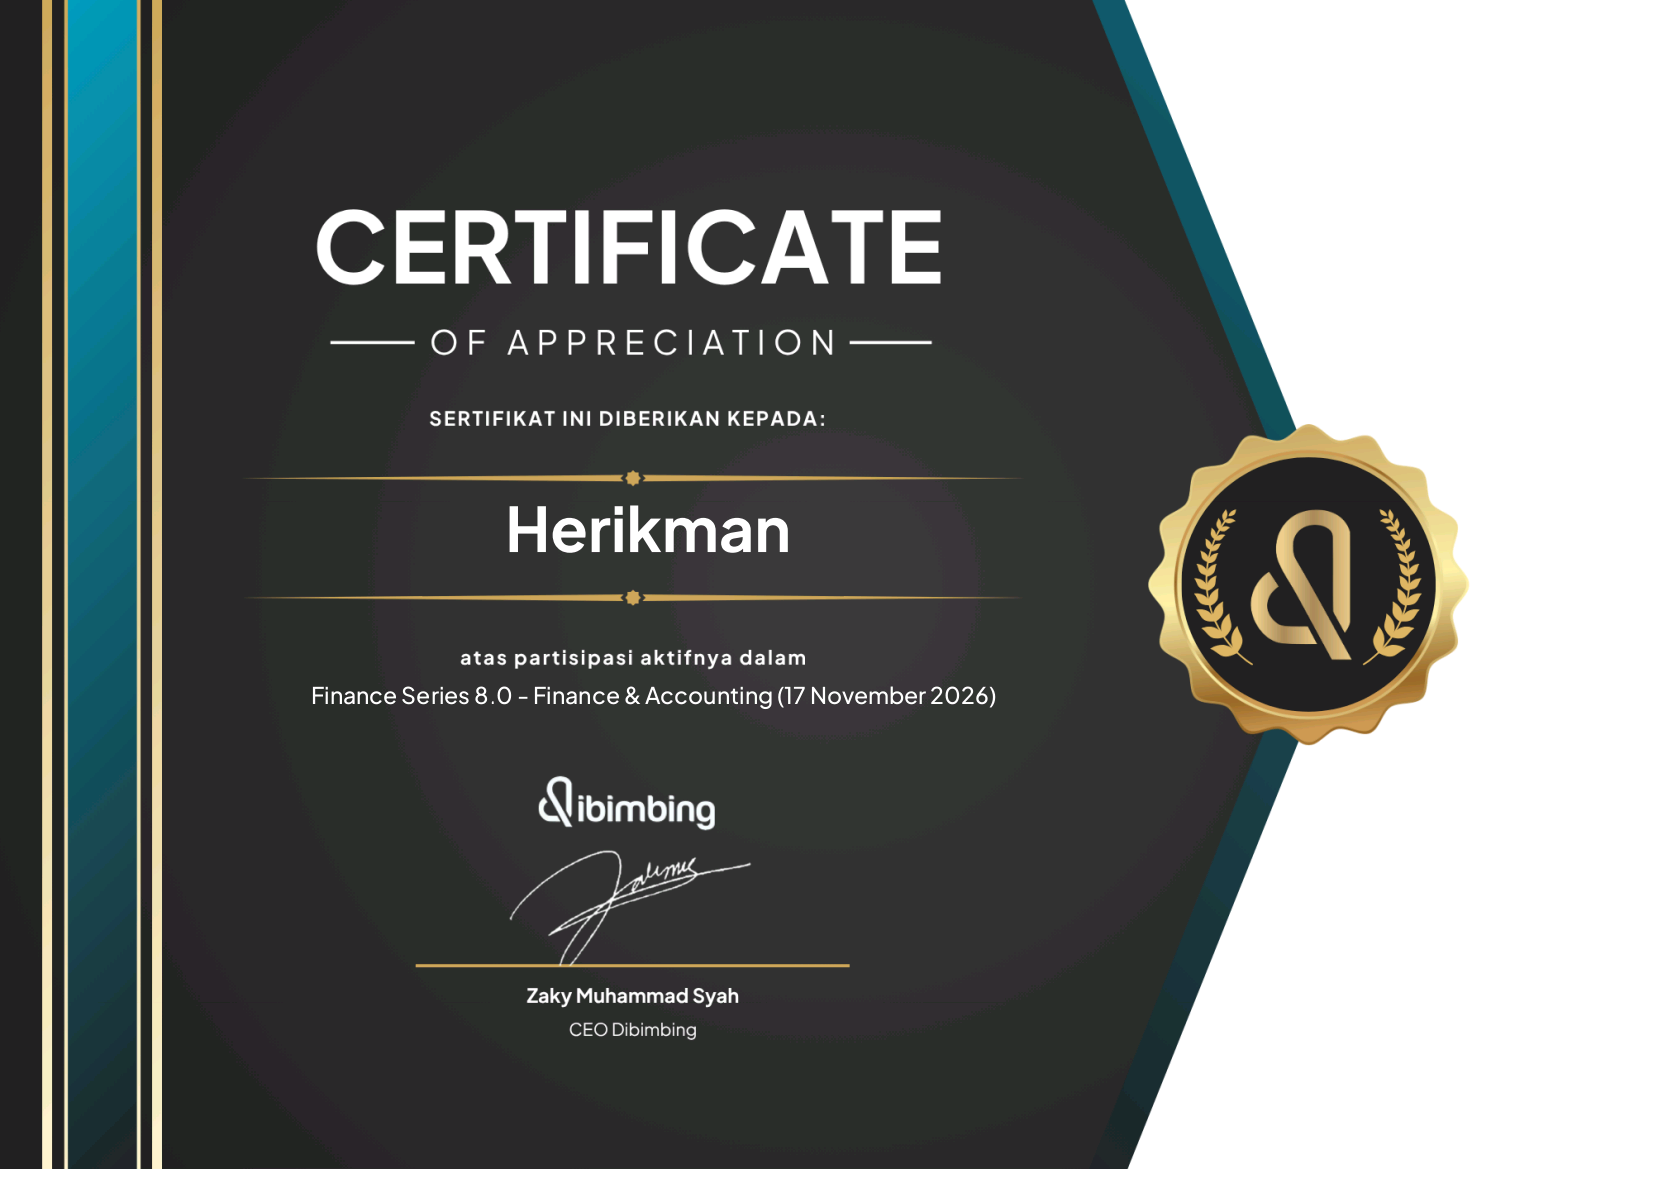 CERTIFICATE
OF APPRECIATION
SERTIFIKAT INI DIBERIKAN KEPADA:
Herikman
atas partisipasi aktifnya dalam
Finance Series 8.0 - Finance & Accounting (17 November 2026)
dibimbing
Zaky Muhammad Syah
CEO Dibimbing